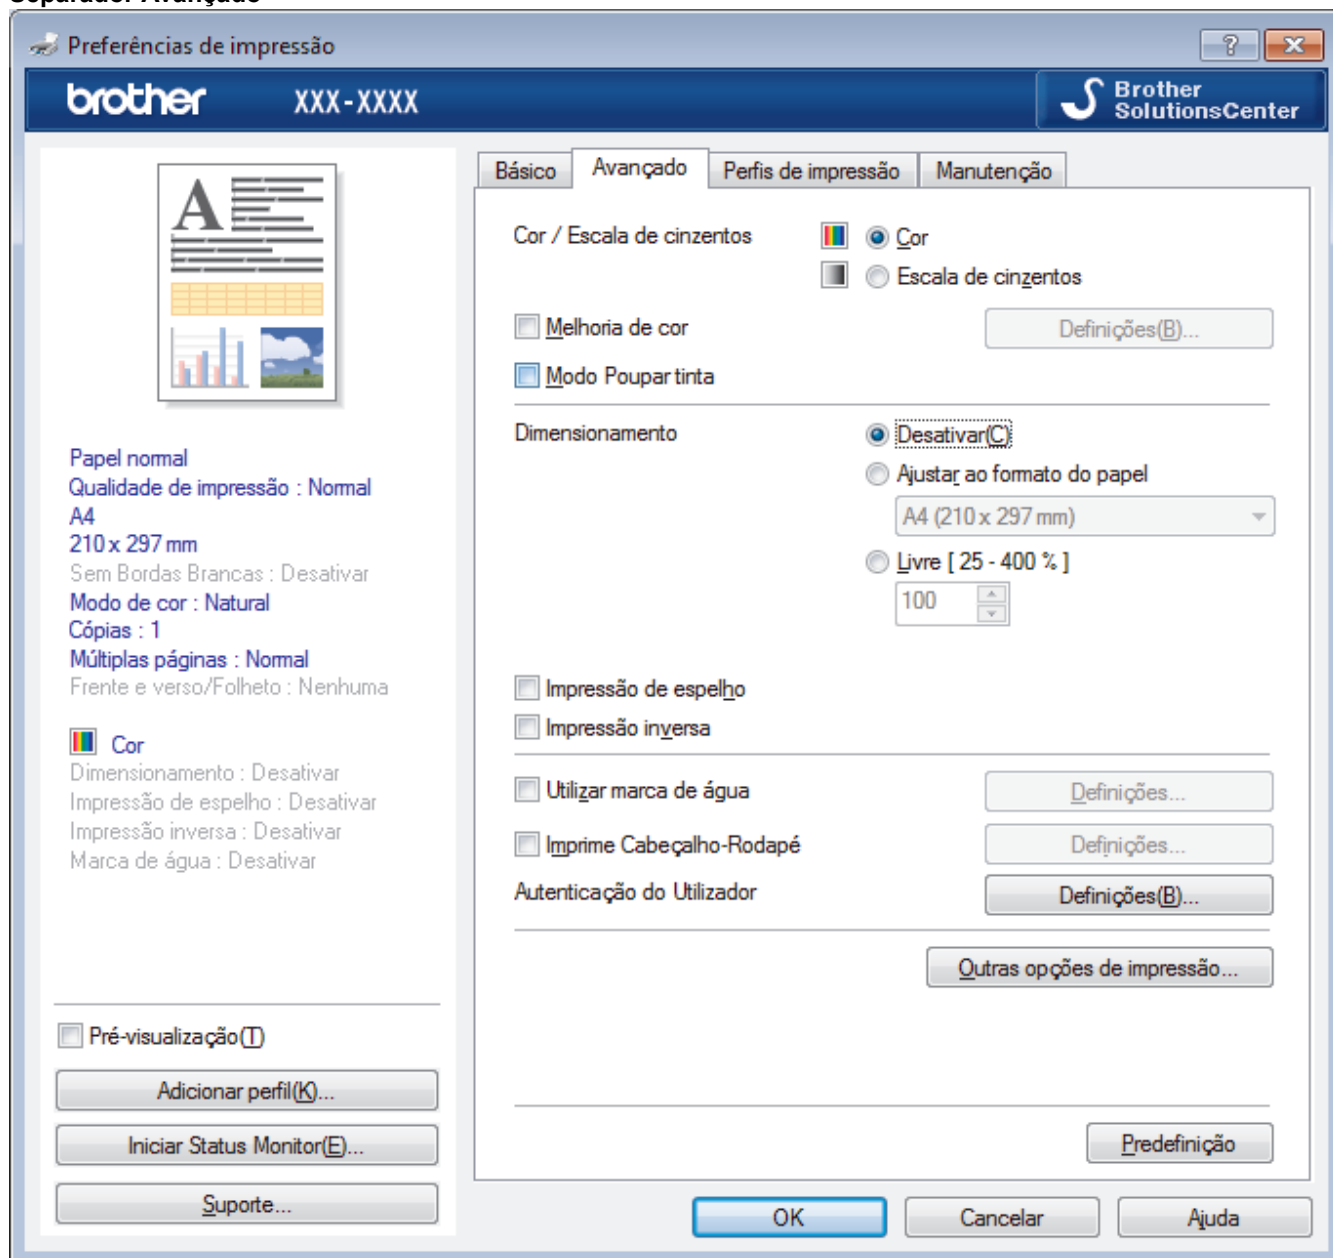 Separador Avançado
Preferências de impressão
brother XXX-XXXX
Brother
SolutionsCenter
A
Papel normal
Qualidade de impressão : Normal
A4
210 x 297 mm
Sem Bordas Brancas : Desativar
Modo de cor : Natural
Cópias : 1
Múltiplas páginas : Normal
Frente e verso/Folheto : Nenhuma
Cor
Dimensionamento : Desativar
Impressão de espelho : Desativar
Impressão inversa : Desativar
Marca de água : Desativar
Pré-visualização(T)
Adicionar perfil(K)...
Iniciar Status Monitor(E)...
Suporte...
Básico Avançado Perfis de impressão Manutenção
Cor / Escala de cinzentos Cor
Escala de cinzentos
Melhoria de cor Definições(B)...
Modo Poupar tinta
Dimensionamento Desativar(C)
Ajustar ao formato do papel
A4 (210 x 297 mm)
Livre [ 25 - 400 % ]
100
Impressão de espelho
Impressão inversa
Utilizar marca de água Definições...
Imprime Cabeçalho-Rodapé Definições...
Autenticação do Utilizador Definições(B)...
Outras opções de impressão...
Predefinição
OK Cancelar Ajuda